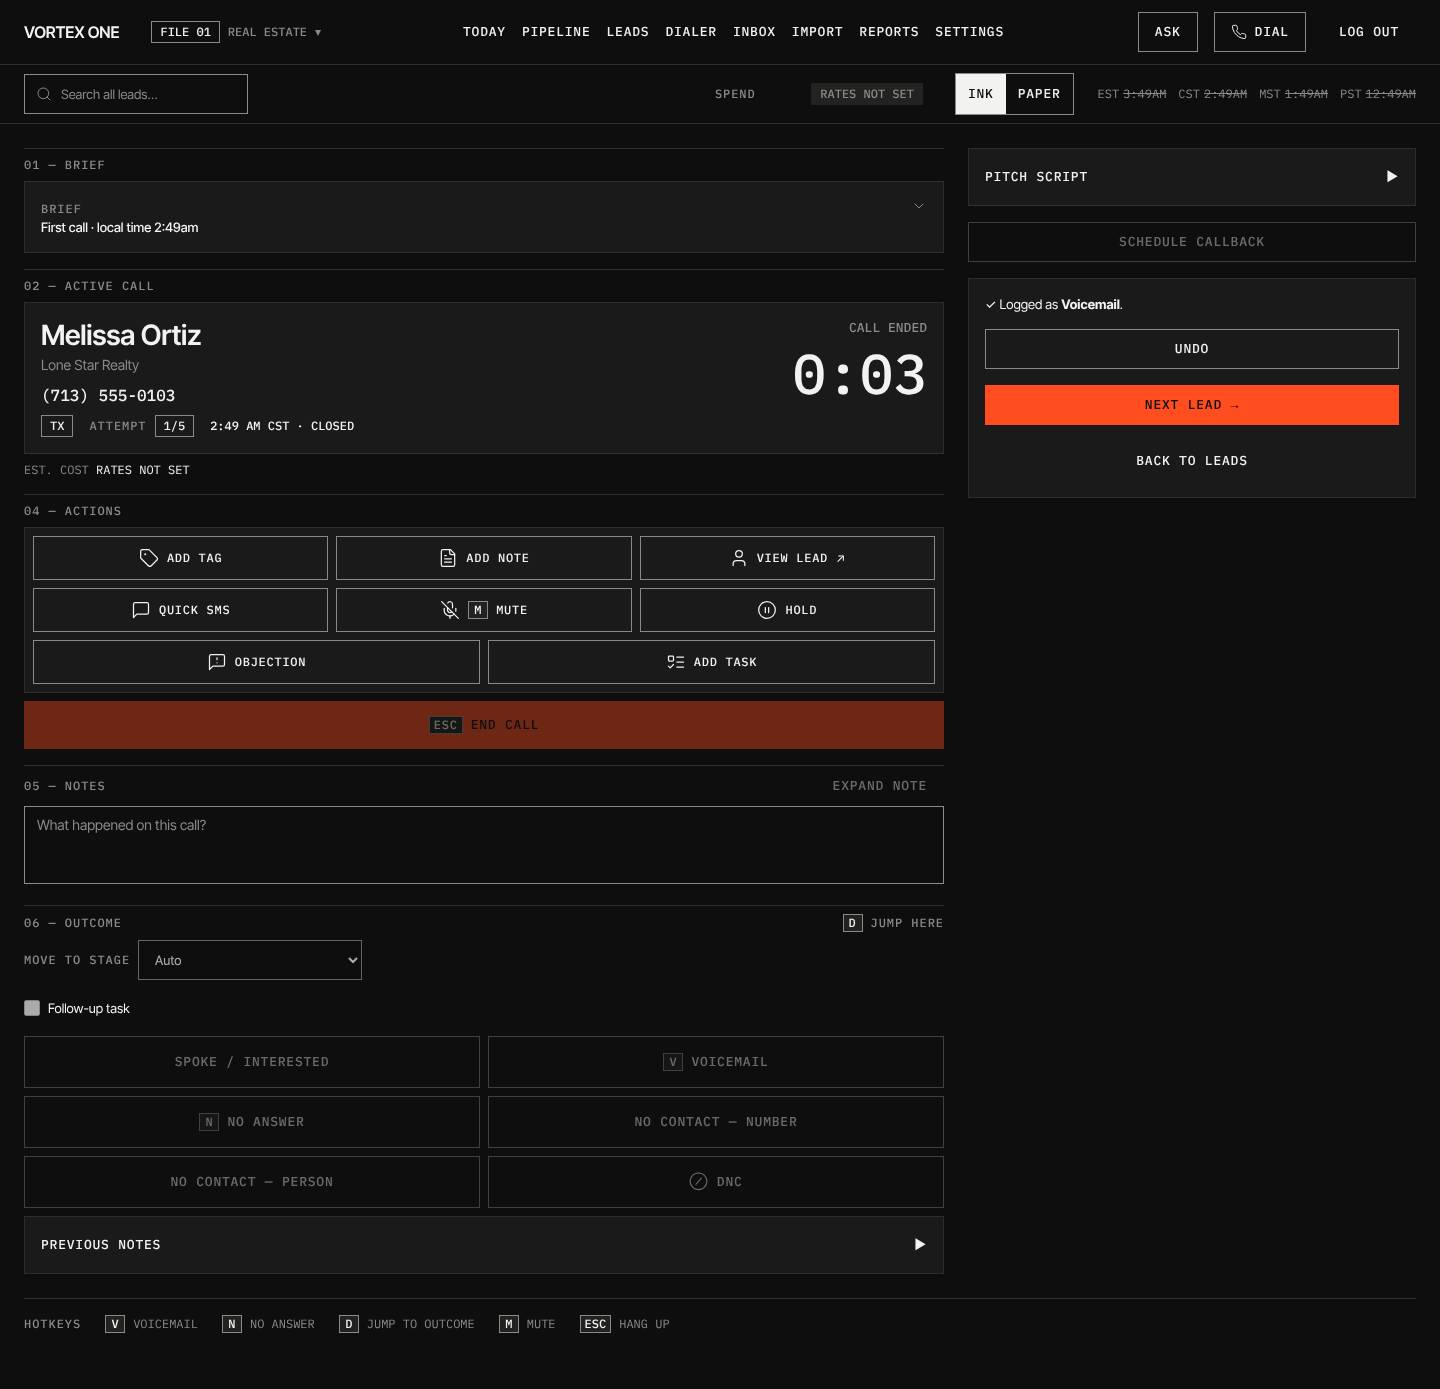 VORTEX ONE
FILE 01 REAL ESTATE ▾
TODAY PIPELINE LEADS DIALER INBOX IMPORT REPORTS SETTINGS
ASK
DIAL
LOG OUT
Search all leads…
SPEND
RATES NOT SET
INK PAPER
EST 3:49AM CST 2:49AM MST 1:49AM PST 12:49AM
01 — BRIEF
BRIEF
First call · local time 2:49am
02 — ACTIVE CALL
Melissa Ortiz
Lone Star Realty
(713) 555-0103
TX ATTEMPT 1/5 2:49 AM CST · CLOSED
CALL ENDED
0:03
EST. COST RATES NOT SET
04 — ACTIONS
ADD TAG
ADD NOTE
VIEW LEAD ↗
QUICK SMS
M MUTE
HOLD
OBJECTION
ADD TASK
ESC END CALL
05 — NOTES
EXPAND NOTE
What happened on this call?
06 — OUTCOME
D JUMP HERE
MOVE TO STAGE Auto
Follow-up task
SPOKE / INTERESTED
V VOICEMAIL
N NO ANSWER
NO CONTACT — NUMBER
NO CONTACT — PERSON
DNC
PREVIOUS NOTES ▶
PITCH SCRIPT ▶
SCHEDULE CALLBACK
✓ Logged as Voicemail.
UNDO
NEXT LEAD →
BACK TO LEADS
HOTKEYS V VOICEMAIL N NO ANSWER D JUMP TO OUTCOME M MUTE ESC HANG UP